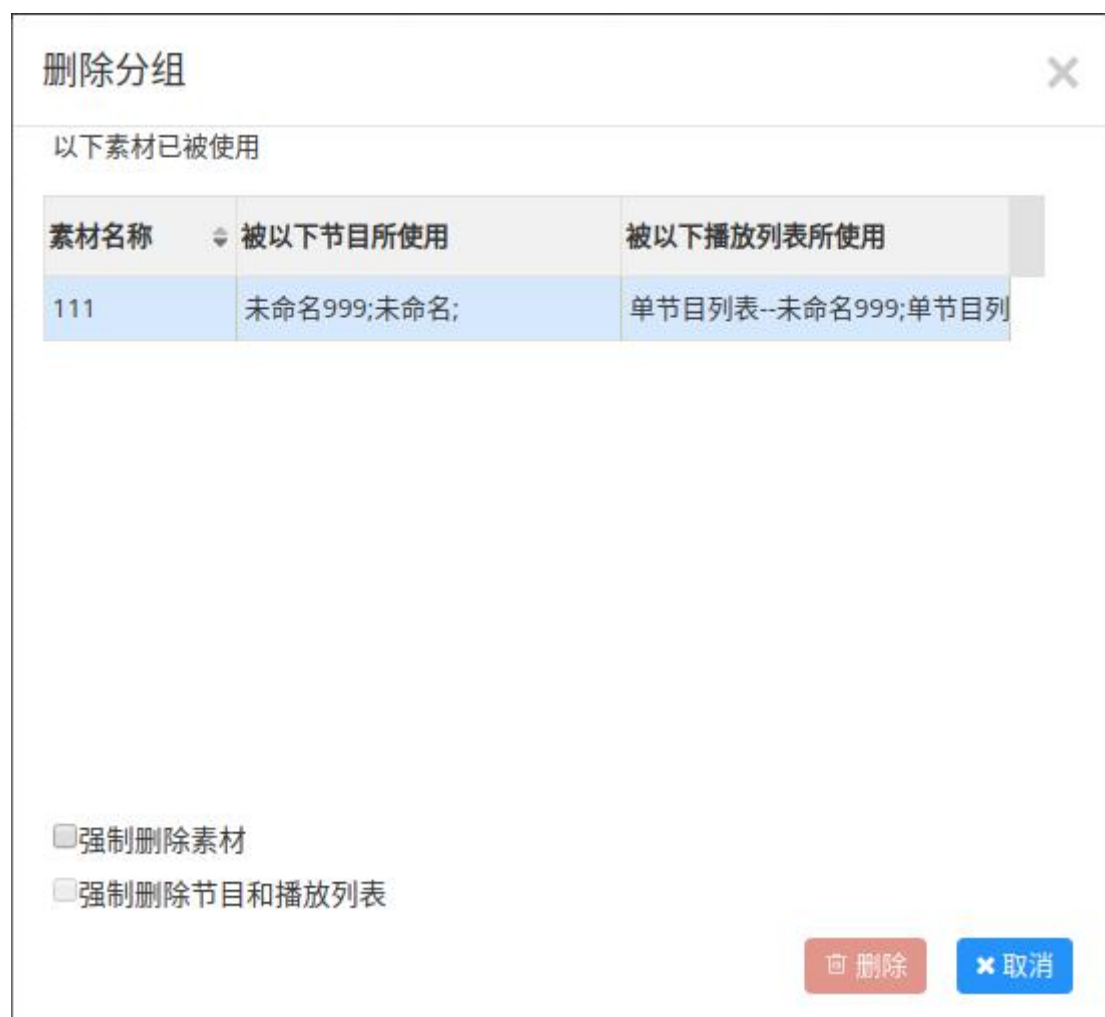 删除分组
以下素材已被使用
素材名称 被以下节目所使用 被以下播放列表所使用
111 未命名999;未命名; 单节目列表--未命名999;单节目列
强制删除素材
强制删除节目和播放列表
删除 取消